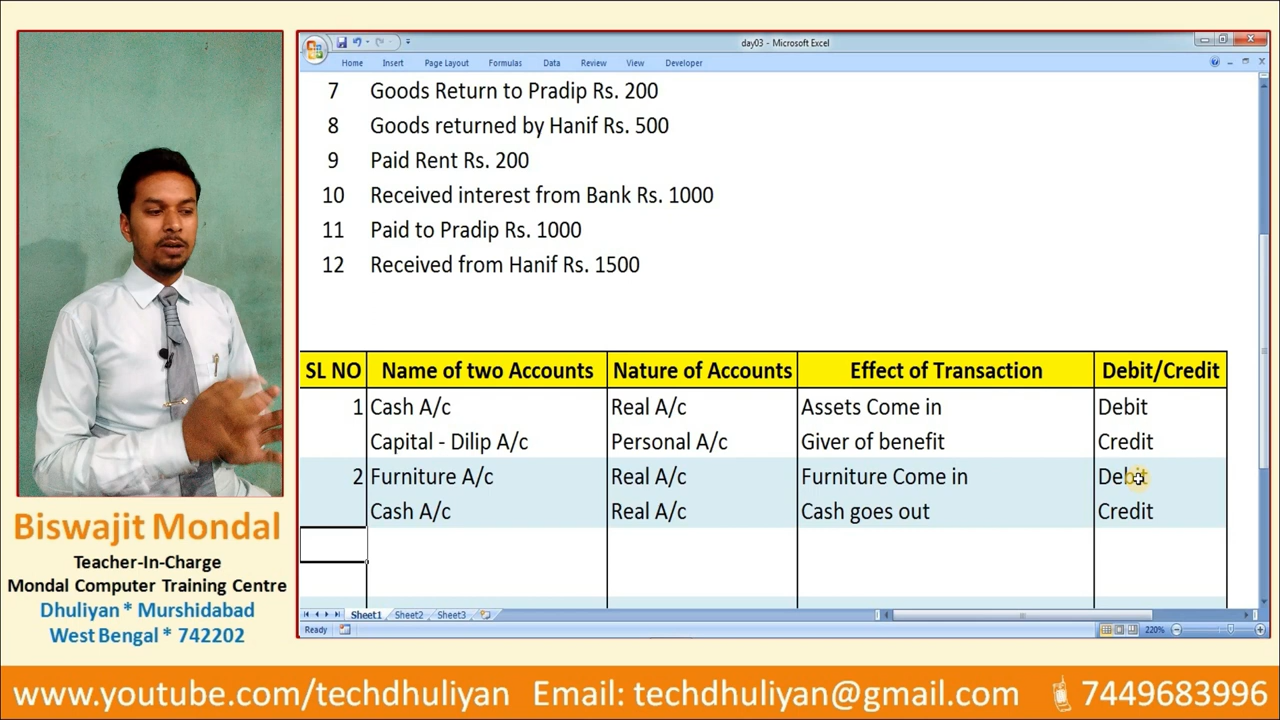 day03 - Microsoft Excel
Home Insert Page Layout Formulas Data Review View Developer
7 Goods Return to Pradip Rs. 200
8 Goods returned by Hanif Rs. 500
9 Paid Rent Rs. 200
10 Received interest from Bank Rs. 1000
11 Paid to Pradip Rs. 1000
12 Received from Hanif Rs. 1500
SL NO Name of two Accounts Nature of Accounts Effect of Transaction Debit/Credit
1 Cash A/c Real A/c Assets Come in Debit
Capital - Dilip A/c Personal A/c Giver of benefit Credit
2 Furniture A/c Real A/c Furniture Come in Debit
Cash A/c Real A/c Cash goes out Credit
Sheet1 Sheet2 Sheet3
Ready 220%
Biswajit Mondal
Teacher-In-Charge
Mondal Computer Training Centre
Dhuliyan * Murshidabad
West Bengal * 742202
www.youtube.com/techdhuliyan Email: techdhuliyan@gmail.com 7449683996